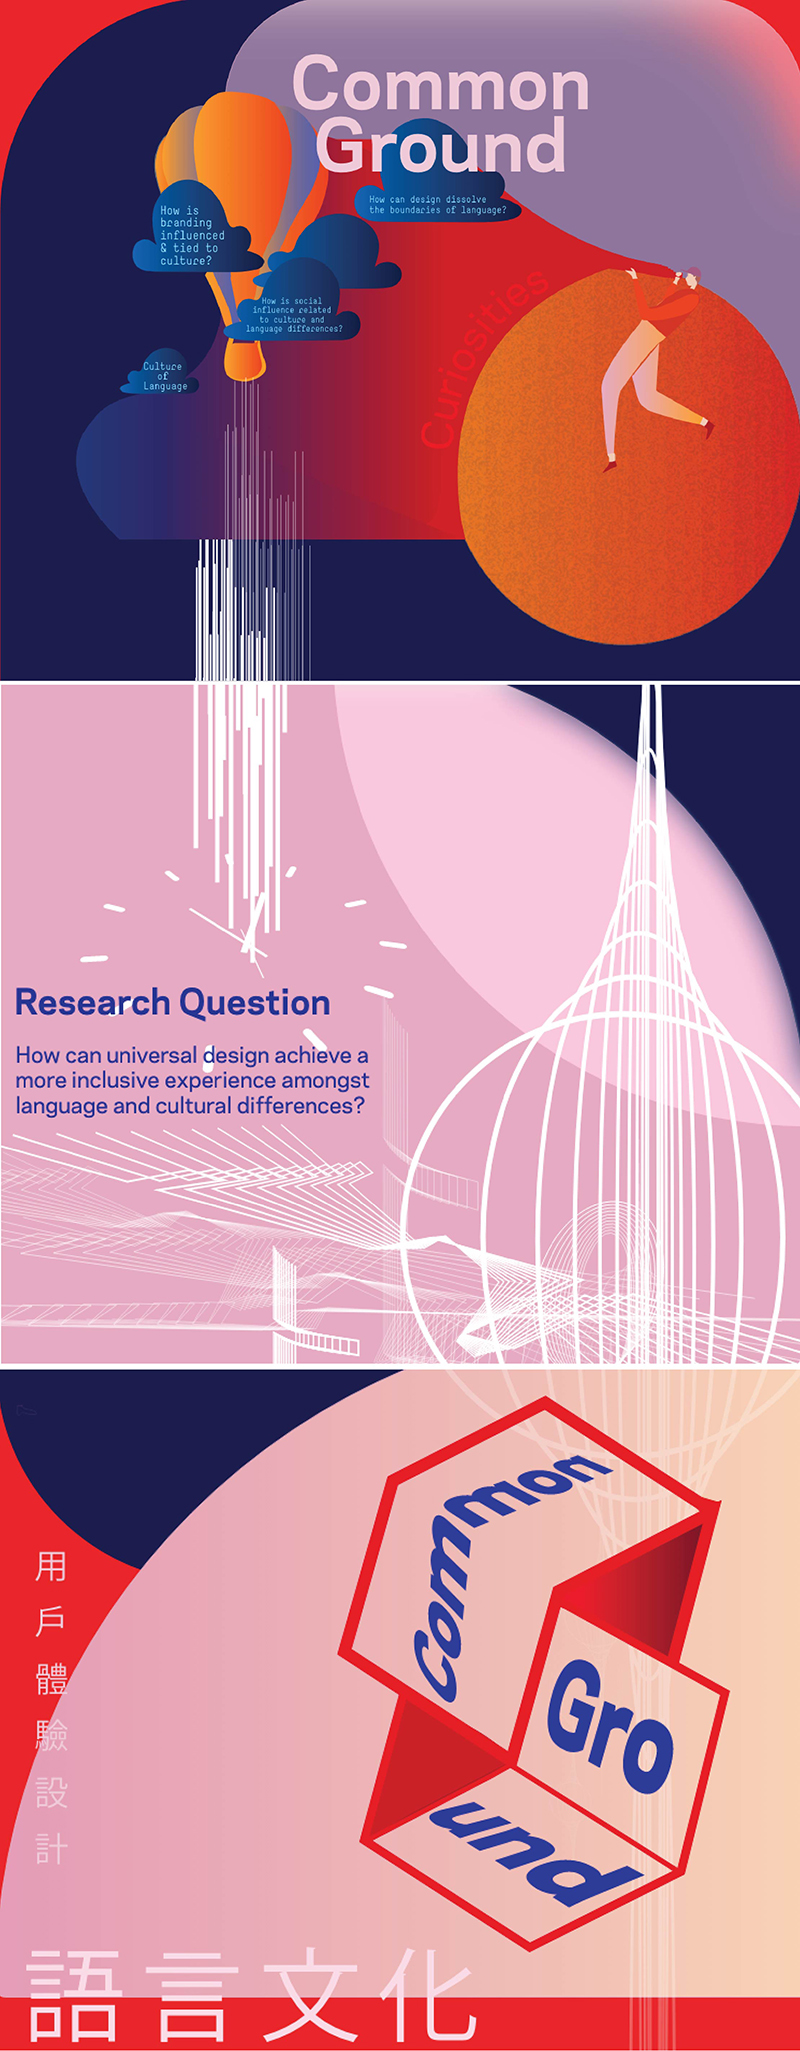 Common
Ground
How can design dissolve
the boundaries of language?
How is
branding
influenced
& tied to
culture?
How is social
influence related
to culture and
language differences?
Culture
of
Language
Curiosities
Research Question
How can universal design achieve a
more inclusive experience amongst
language and cultural differences?
Common
Gro
und
用
戶
體
驗
設
計
語言文化